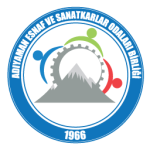 ADIYAMAN ESNAF VE SANATKARLAR ODALARI BİRLİĞİ
1966